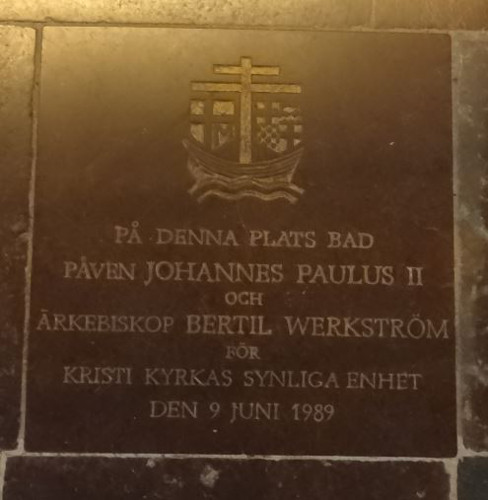 PÅ DENNA PLATS BAD
PÅVEN JOHANNES PAULUS II
OCH
ÄRKEBISKOP BERTIL WERKSTRÖM
FÖR
KRISTI KYRKAS SYNLIGA ENHET
DEN 9 JUNI 1989